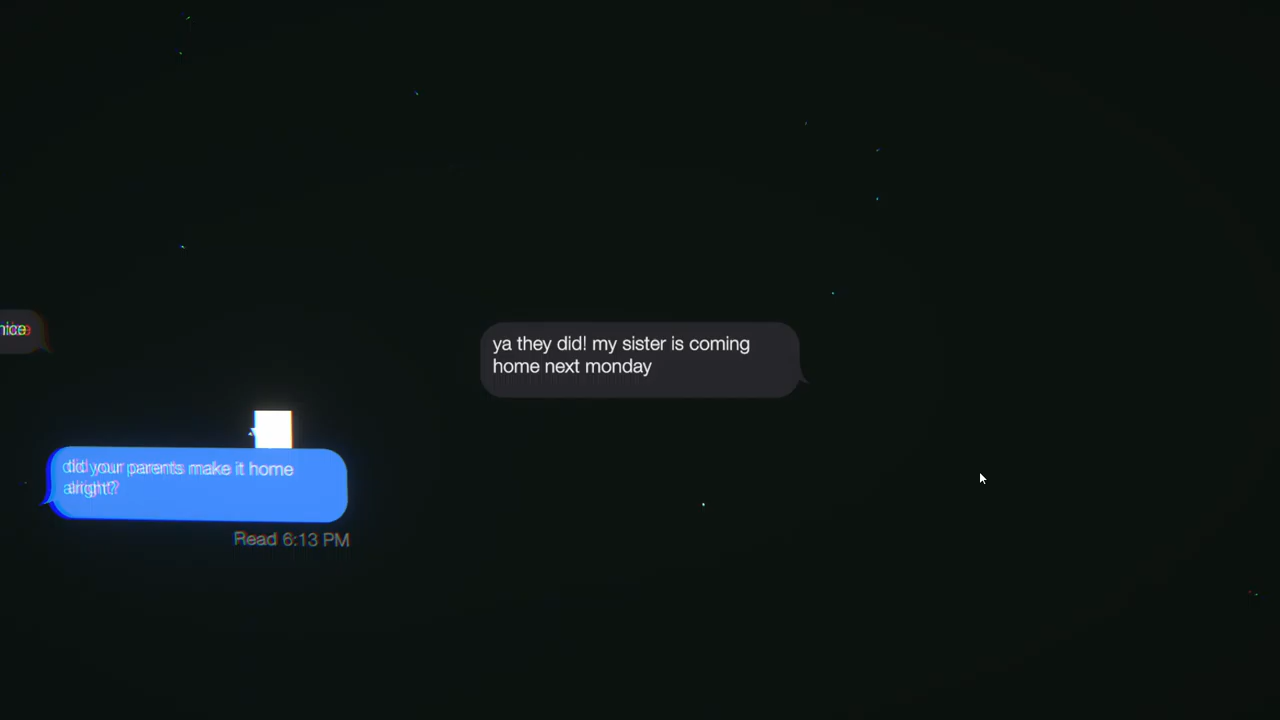 nice
did your parents make it home
alright?
Read 6:13 PM
ya they did! my sister is coming
home next monday